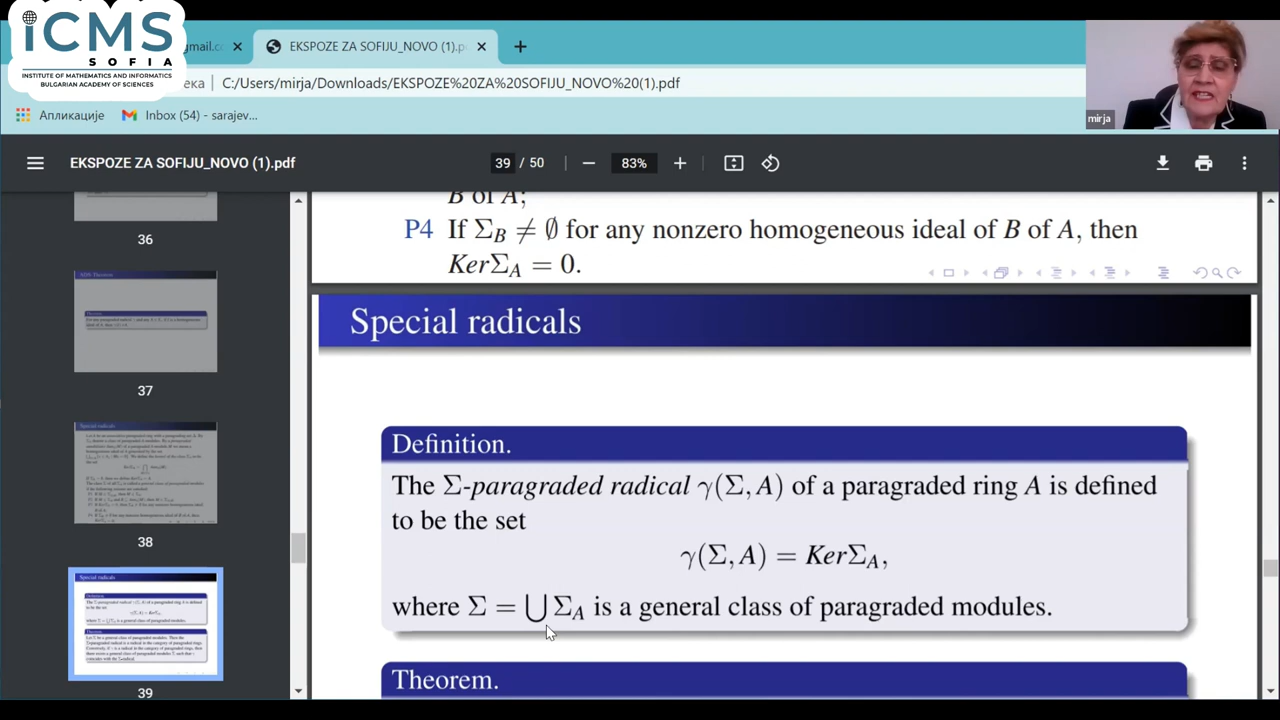 iCMS
SOFIA
INSTITUTE OF MATHEMATICS AND INFORMATICS
BULGARIAN ACADEMY OF SCIENCES
EKSPOZE ZA SOFIJU_NOVO (1).p
C:/Users/mirja/Downloads/EKSPOZE%20ZA%20SOFIJU_NOVO%20(1).pdf
Апликације
Inbox (54) - sarajev...
mirja
EKSPOZE ZA SOFIJU_NOVO (1).pdf
39 / 50
83%
36
37
Special radicals
38
Special radicals
39
B of A;
P4 If Σ_B ≠ ∅ for any nonzero homogeneous ideal of B of A, then
KerΣ_A = 0.
Special radicals
Definition.
The Σ-paragraded radical γ(Σ, A) of a paragraded ring A is defined
to be the set
γ(Σ, A) = KerΣ_A,
where Σ = ⋃ Σ_A is a general class of paragraded modules.
Theorem.